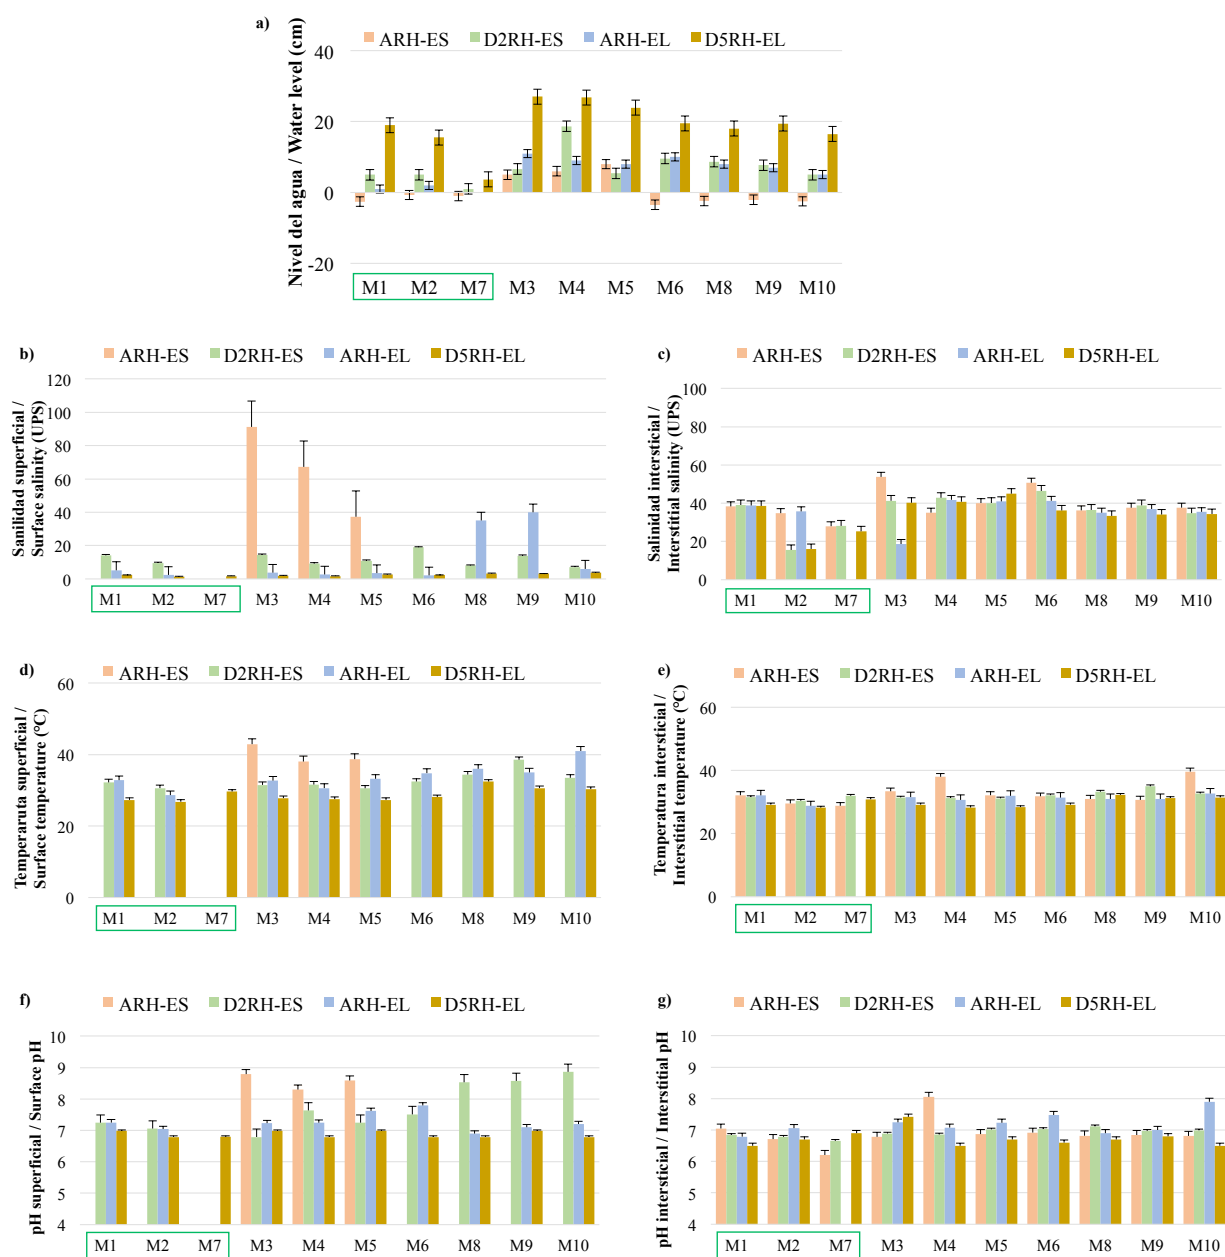 a)
ARH-ES D2RH-ES ARH-EL D5RH-EL
Nivel del agua / Water level (cm)
40
20
0
-20
M1 M2 M7 M3 M4 M5 M6 M8 M9 M10
b)
ARH-ES D2RH-ES ARH-EL D5RH-EL
Sanilidad superficial /
Surface salinity (UPS)
120
100
80
60
40
20
0
M1 M2 M7 M3 M4 M5 M6 M8 M9 M10
c)
ARH-ES D2RH-ES ARH-EL D5RH-EL
Salinidad intersticial /
Interstitial salinity (UPS)
100
80
60
40
20
0
M1 M2 M7 M3 M4 M5 M6 M8 M9 M10
d)
ARH-ES D2RH-ES ARH-EL D5RH-EL
Temperaruta superficial /
Surface temperature (°C)
60
40
20
0
M1 M2 M7 M3 M4 M5 M6 M8 M9 M10
e)
ARH-ES D2RH-ES ARH-EL D5RH-EL
Temperatura intersticial /
Interstitial temperature (°C)
60
40
20
0
M1 M2 M7 M3 M4 M5 M6 M8 M9 M10
f)
ARH-ES D2RH-ES ARH-EL D5RH-EL
pH superficial / Surface pH
10
9
8
7
6
5
4
M1 M2 M7 M3 M4 M5 M6 M8 M9 M10
g)
ARH-ES D2RH-ES ARH-EL D5RH-EL
pH intersticial / Interstitial pH
10
9
8
7
6
5
4
M1 M2 M7 M3 M4 M5 M6 M8 M9 M10